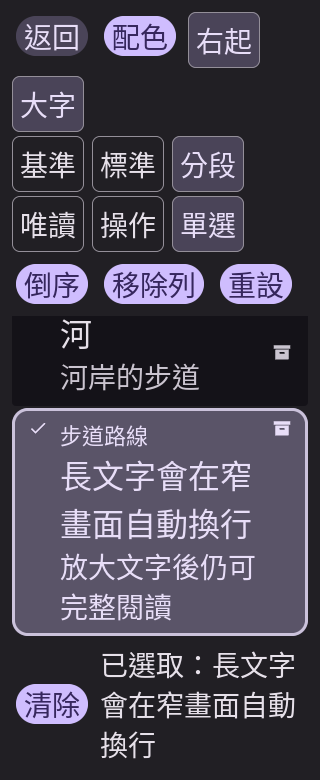 返回 配色 右起
大字
基準 標準 分段
唯讀 操作 單選
倒序 移除列 重設
河
河岸的步道
步道路線
長文字會在窄
畫面自動換行
放大文字後仍可
完整閱讀
清除
已選取：長文字
會在窄畫面自動
換行